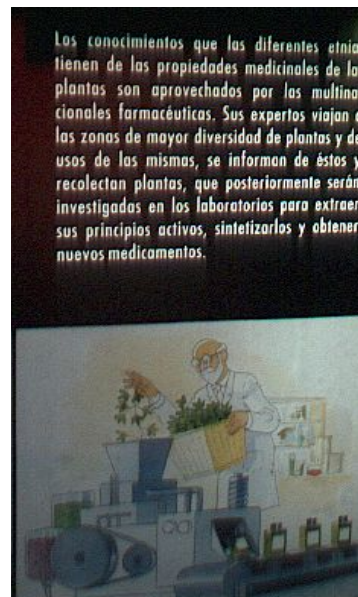 Los conocimientos que las diferentes etnia
tienen de las propiedades medicinales de la
plantas son aprovechados por las multina
cionales farmacéuticas. Sus expertos viajan a
las zonas de mayor diversidad de plantas y de
usos de las mismas, se informan de éstos y
recolectan plantas, que posteriormente serán
investigadas en los laboratorios para extraer
sus principios activos, sintetizarlos y obtener
nuevos medicamentos.